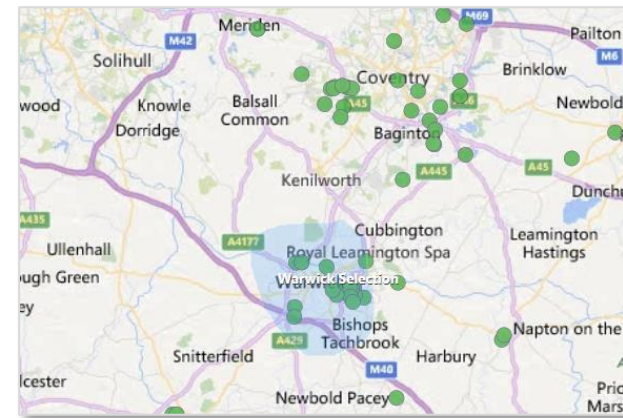 M69
Meriden
Pailton
M42
M6
Solihull
Coventry
Brinklow
wood
Knowle
Balsall
Common
A45
Newbold
Dorridge
Baginton
A45
A445
Kenilworth
Dunchu
A435
Cubbington
A4177
Leamington
Hastings
Ullenhall
Royal Leamington Spa
ough Green
Warwick Selection
ey
Bishops
Tachbrook
Napton on the
A429
Snitterfield
Harbury
M40
lcester
Newbold Pacey
Pric
Mars